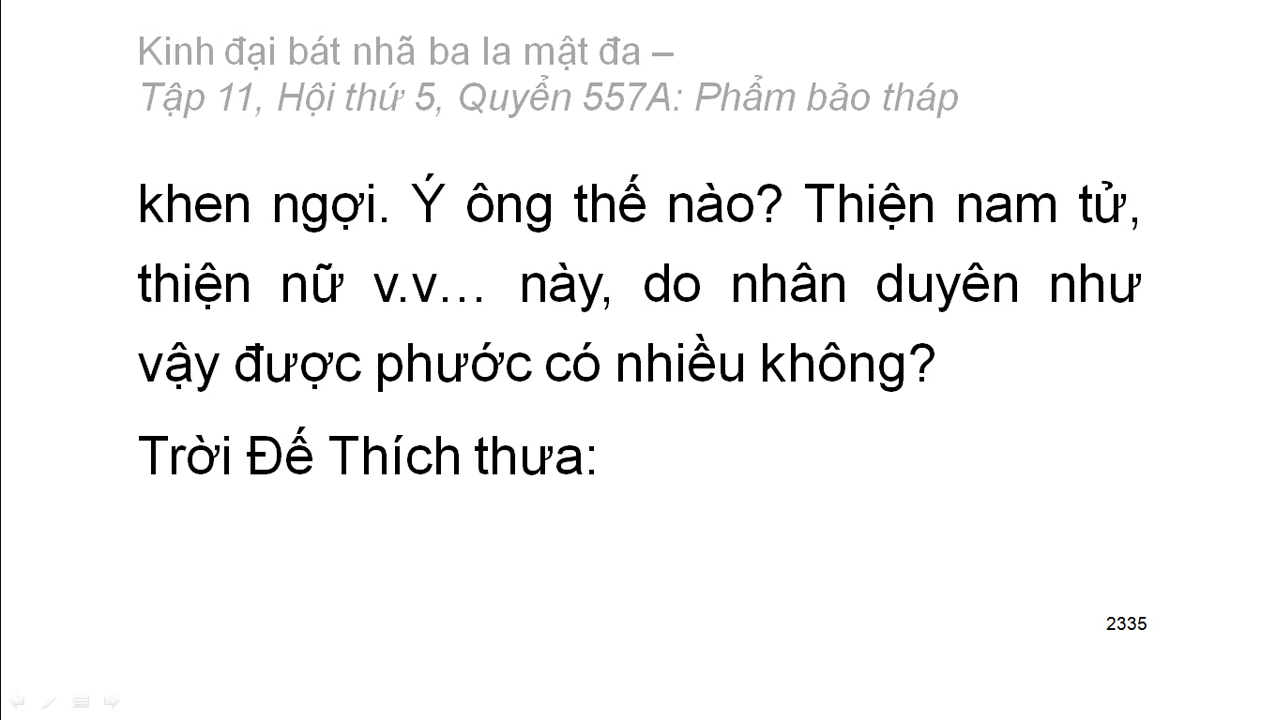 Kinh đại bát nhã ba la mật đa –
Tập 11, Hội thứ 5, Quyển 557A: Phẩm bảo tháp
khen ngợi. Ý ông thế nào? Thiện nam tử,
thiện nữ v.v… này, do nhân duyên như
vậy được phước có nhiều không?
Trời Đế Thích thưa:
2335